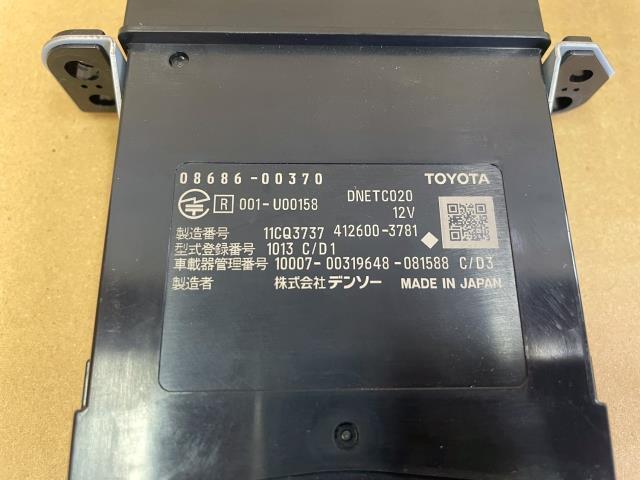 08686-00370 TOYOTA
R 001-U00158 DNETC020
12V
製造番号 11CQ3737 412600-3781
型式登録番号 1013 C/D1
車載器管理番号 10007-00319648-081588 C/D3
製造者 株式会社デンソー MADE IN JAPAN